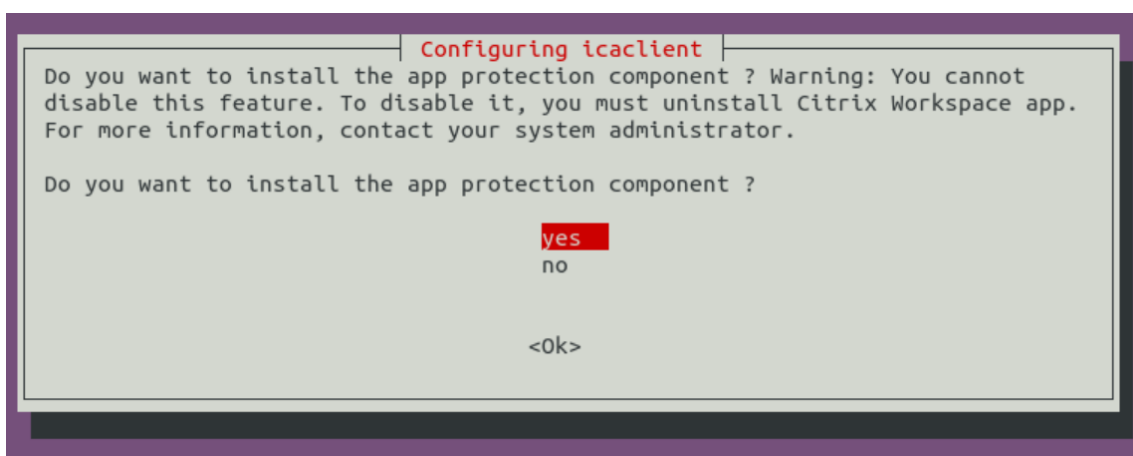 Configuring icaclient
Do you want to install the app protection component ? Warning: You cannot
disable this feature. To disable it, you must uninstall Citrix Workspace app.
For more information, contact your system administrator.
Do you want to install the app protection component ?
yes
no
<Ok>